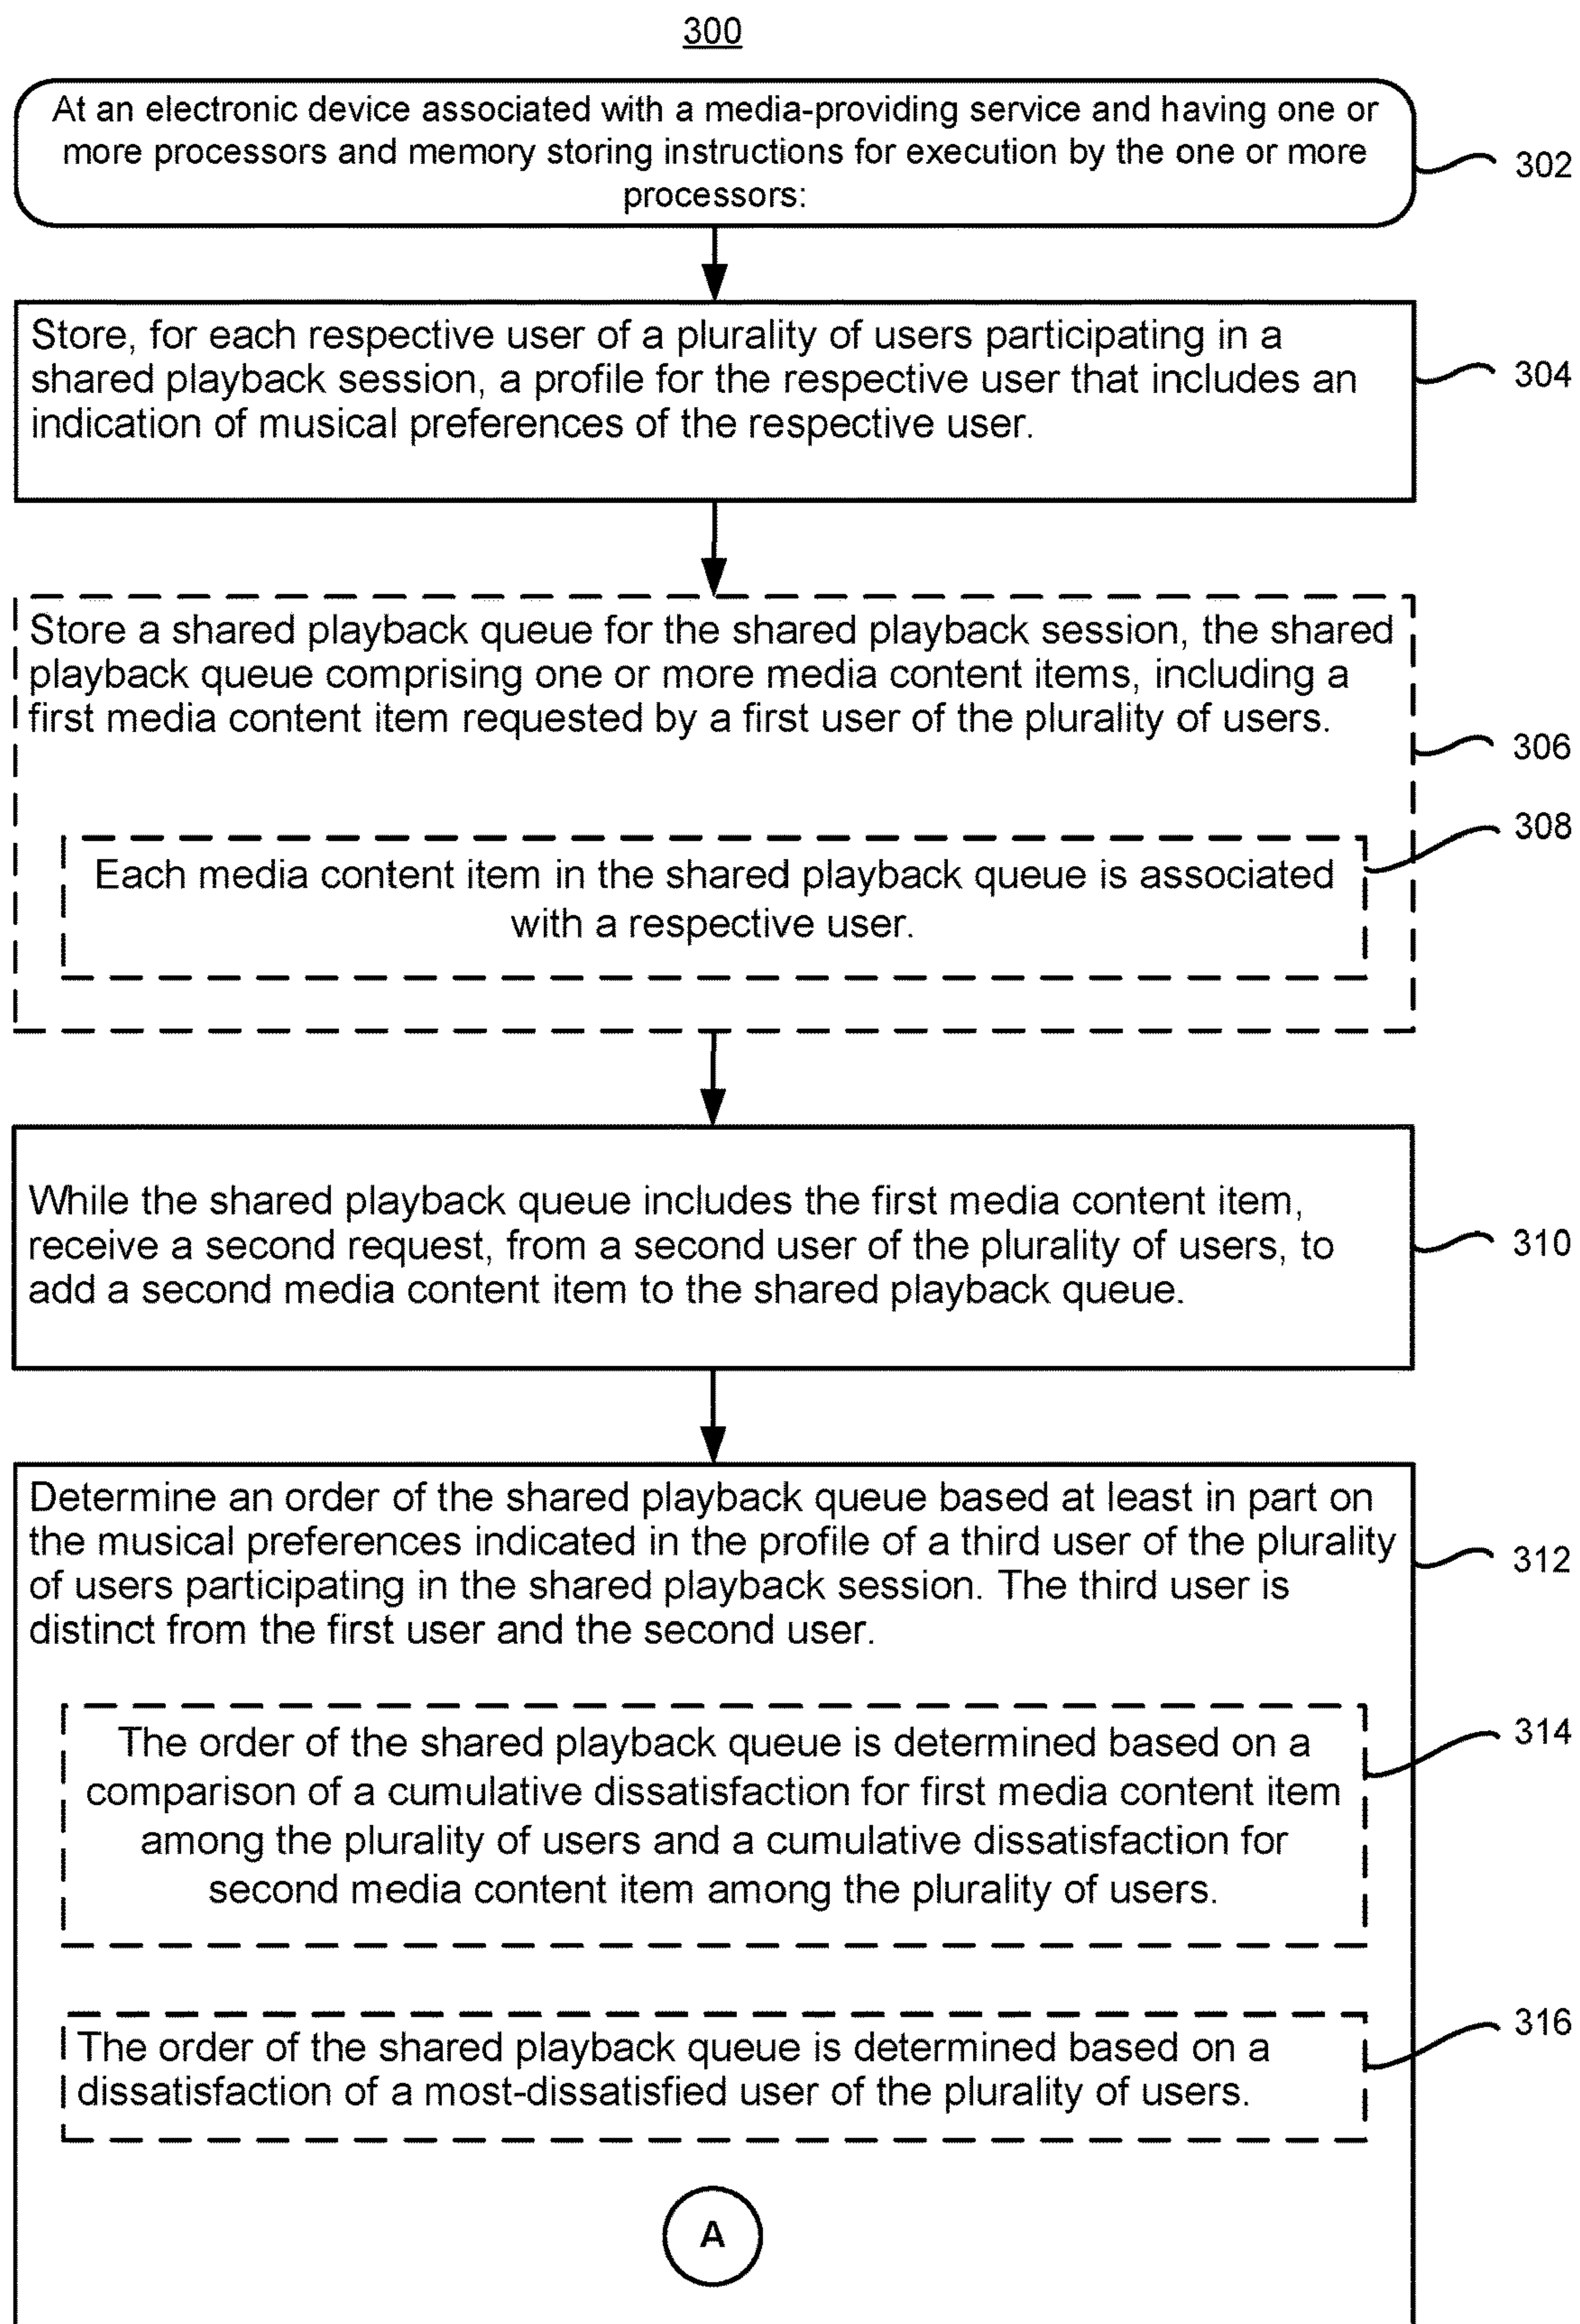 300
At an electronic device associated with a media-providing service and having one or
more processors and memory storing instructions for execution by the one or more
processors:
302
Store, for each respective user of a plurality of users participating in a
shared playback session, a profile for the respective user that includes an
indication of musical preferences of the respective user.
304
Store a shared playback queue for the shared playback session, the shared
playback queue comprising one or more media content items, including a
first media content item requested by a first user of the plurality of users.
306
308
Each media content item in the shared playback queue is associated
with a respective user.
While the shared playback queue includes the first media content item,
receive a second request, from a second user of the plurality of users, to
add a second media content item to the shared playback queue.
310
Determine an order of the shared playback queue based at least in part on
the musical preferences indicated in the profile of a third user of the plurality
of users participating in the shared playback session. The third user is
distinct from the first user and the second user.
312
The order of the shared playback queue is determined based on a
comparison of a cumulative dissatisfaction for first media content item
among the plurality of users and a cumulative dissatisfaction for
second media content item among the plurality of users.
314
The order of the shared playback queue is determined based on a
dissatisfaction of a most-dissatisfied user of the plurality of users.
316
A